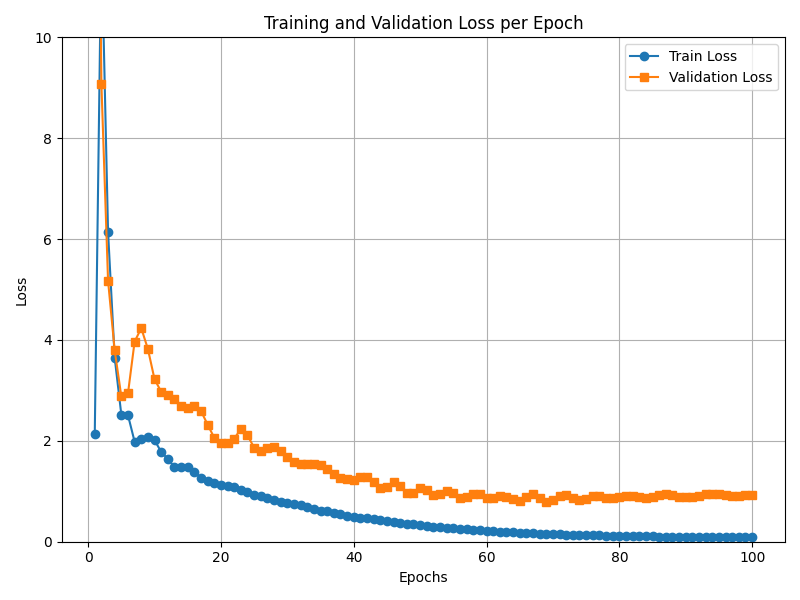 Training and Validation Loss per Epoch
Train Loss
Validation Loss
10
8
6
4
2
0
Loss
0 20 40 60 80 100
Epochs